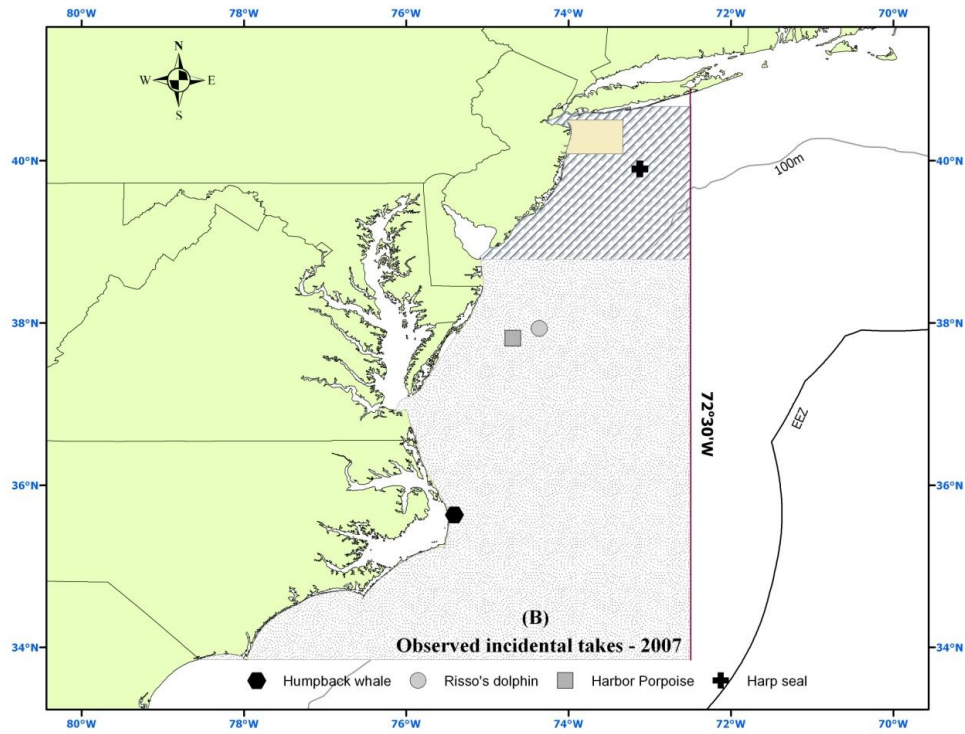 80°W 78°W 76°W 74°W 72°W 70°W
N
W E
S
40°N 40°N
100m
38°N 38°N
72°30'W
EEZ
36°N 36°N
(B)
34°N 34°N
Observed incidental takes - 2007
Humpback whale Risso's dolphin Harbor Porpoise Harp seal
80°W 78°W 76°W 74°W 72°W 70°W